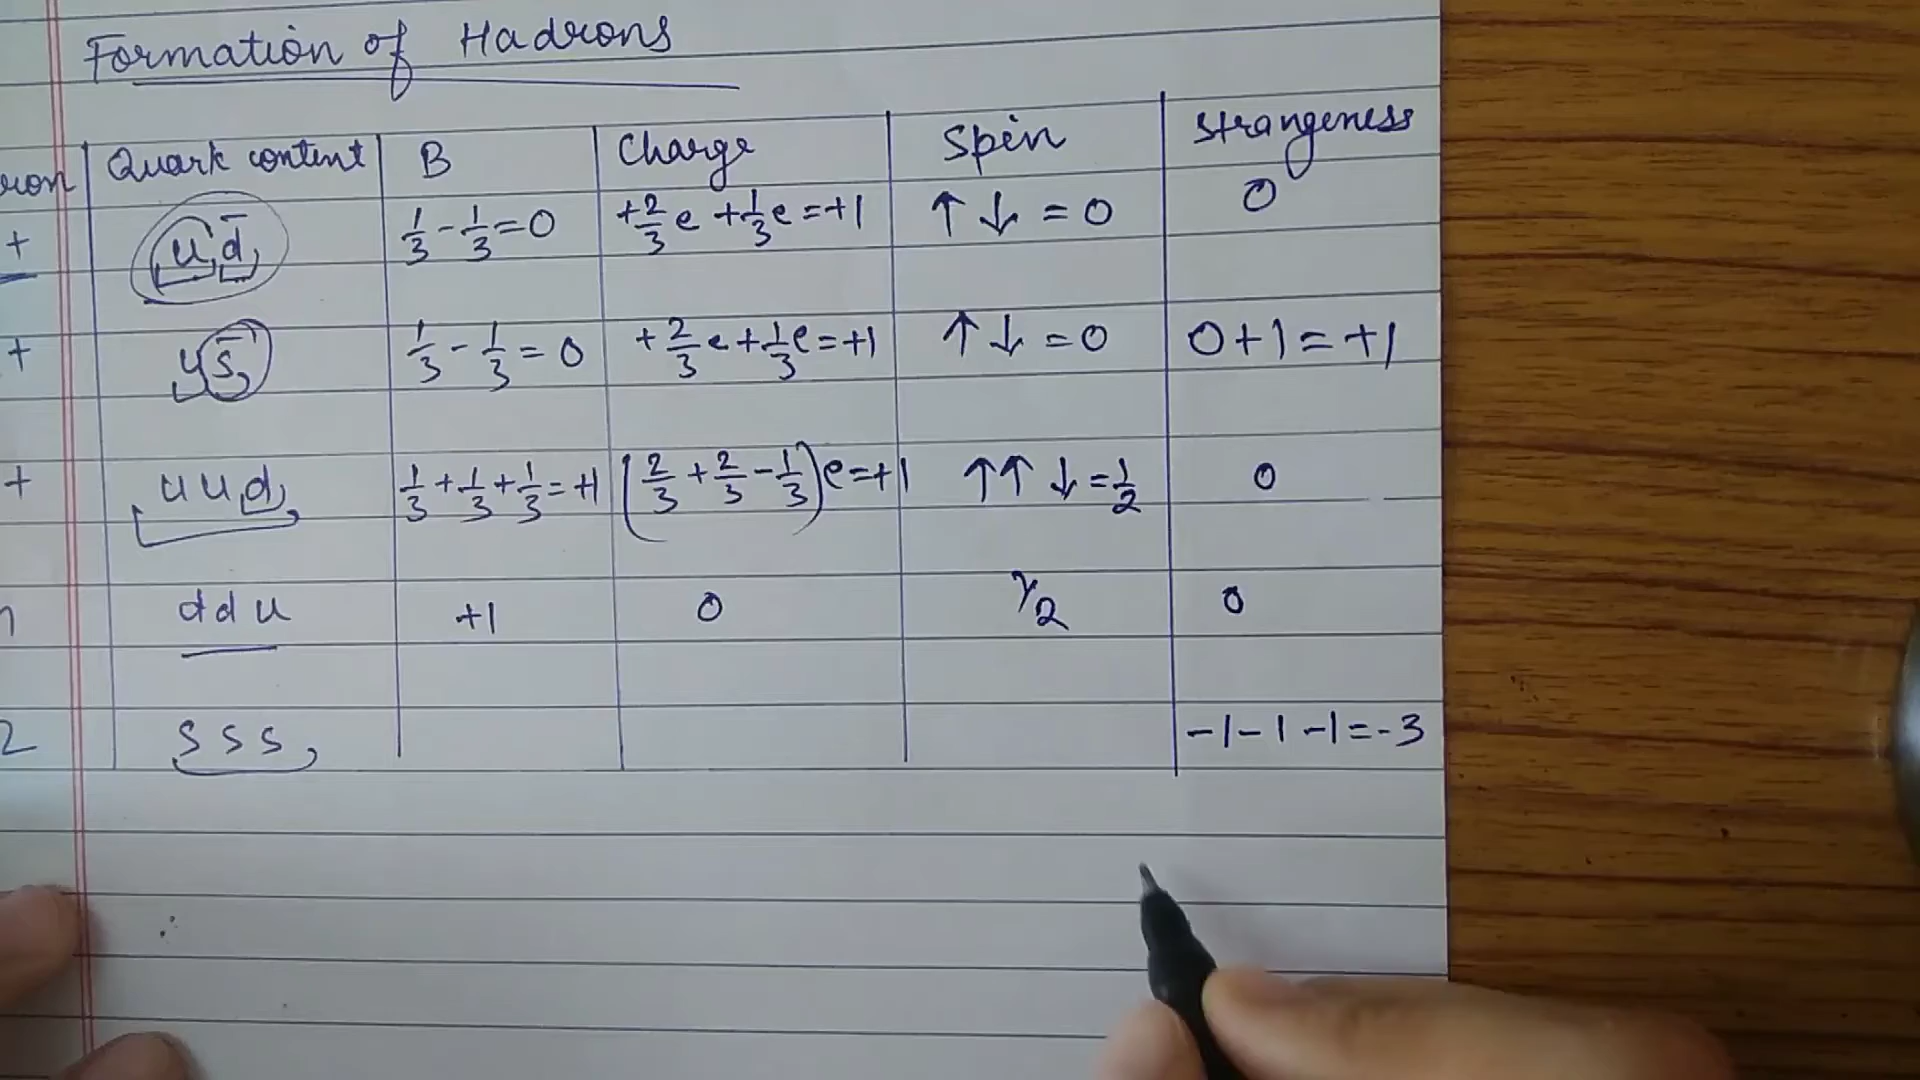 Formation of Hadrons
ron Quark content B Charge Spin Strangeness
+ u d̄ 1/3 - 1/3 = 0 +2/3 e + 1/3 e = +1 ↑ ↓ = 0 0
+ u s̄ 1/3 - 1/3 = 0 +2/3 e + 1/3 e = +1 ↑ ↓ = 0 0 + 1 = +1
+ u u d 1/3 + 1/3 + 1/3 = +1 (2/3 + 2/3 - 1/3) e = +1 ↑ ↑ ↓ = 1/2 0
d d u +1 0 1/2 0
s s s -1 -1 -1 = -3